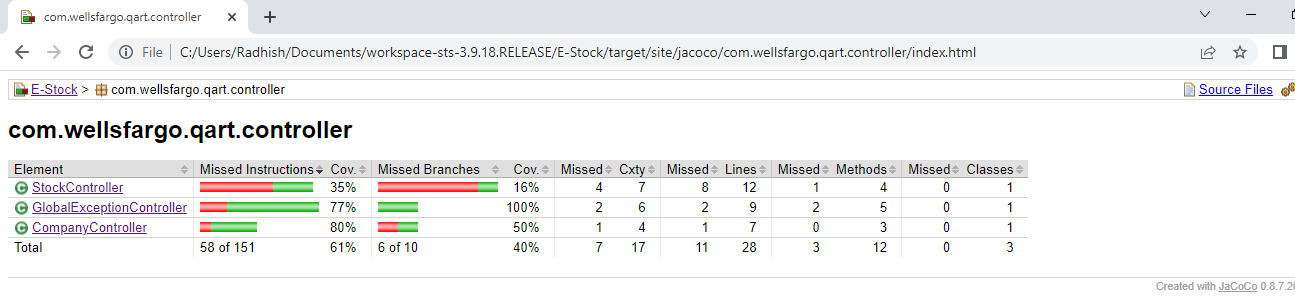 com.wellsfargo.qart.controller
File C:/Users/Radhish/Documents/workspace-sts-3.9.18.RELEASE/E-Stock/target/site/jacoco/com.wellsfargo.qart.controller/index.html
E-Stock > com.wellsfargo.qart.controller Source Files
com.wellsfargo.qart.controller
Element Missed Instructions Cov. Missed Branches Cov. Missed Cxty Missed Lines Missed Methods Missed Classes
StockController 35% 16% 4 7 8 12 1 4 0 1
GlobalExceptionController 77% 100% 2 6 2 9 2 5 0 1
CompanyController 80% 50% 1 4 1 7 0 3 0 1
Total 58 of 151 61% 6 of 10 40% 7 17 11 28 3 12 0 3
Created with JaCoCo 0.8.7.20